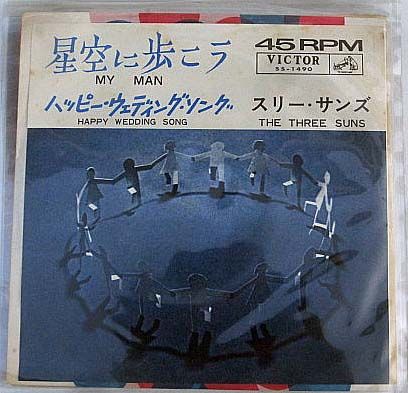 星空に歩こう
MY MAN
45 RPM
VICTOR
SS-1490
ハッピー・ウェディング・ソング
HAPPY WEDDING SONG
スリー・サンズ
THE THREE SUNS